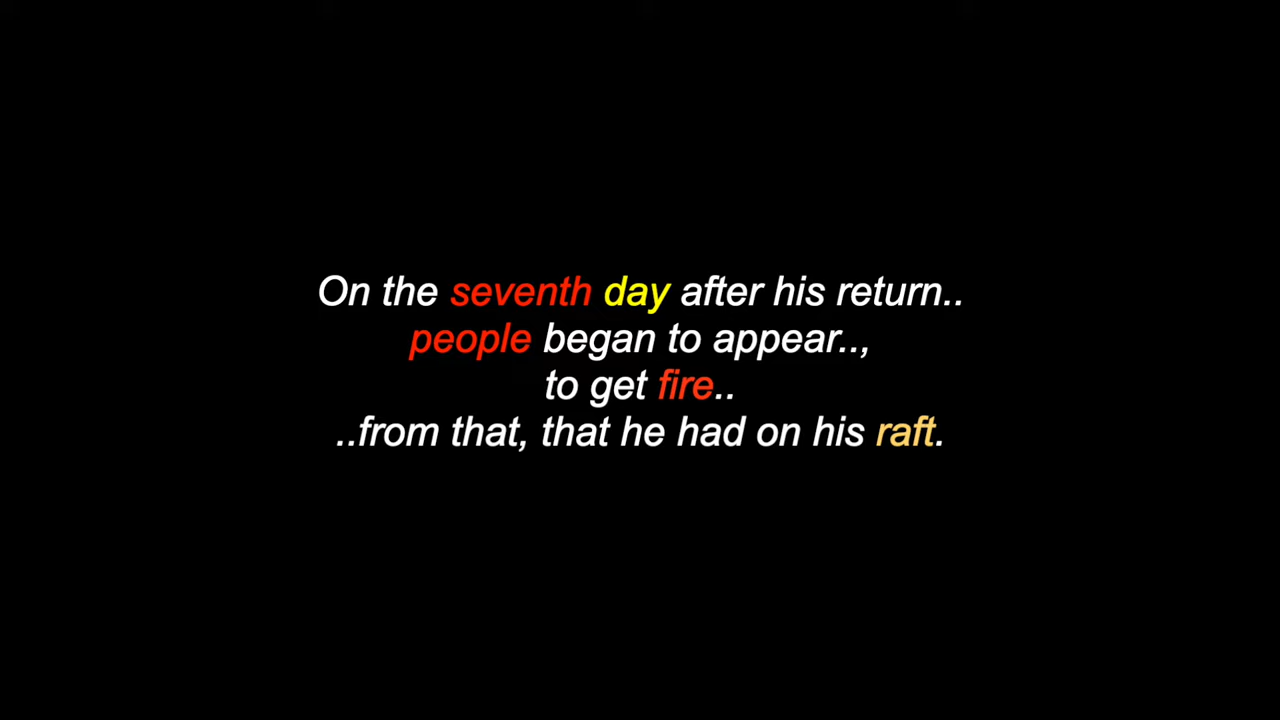 On the seventh day after his return..
people began to appear..,
to get fire..
..from that, that he had on his raft.